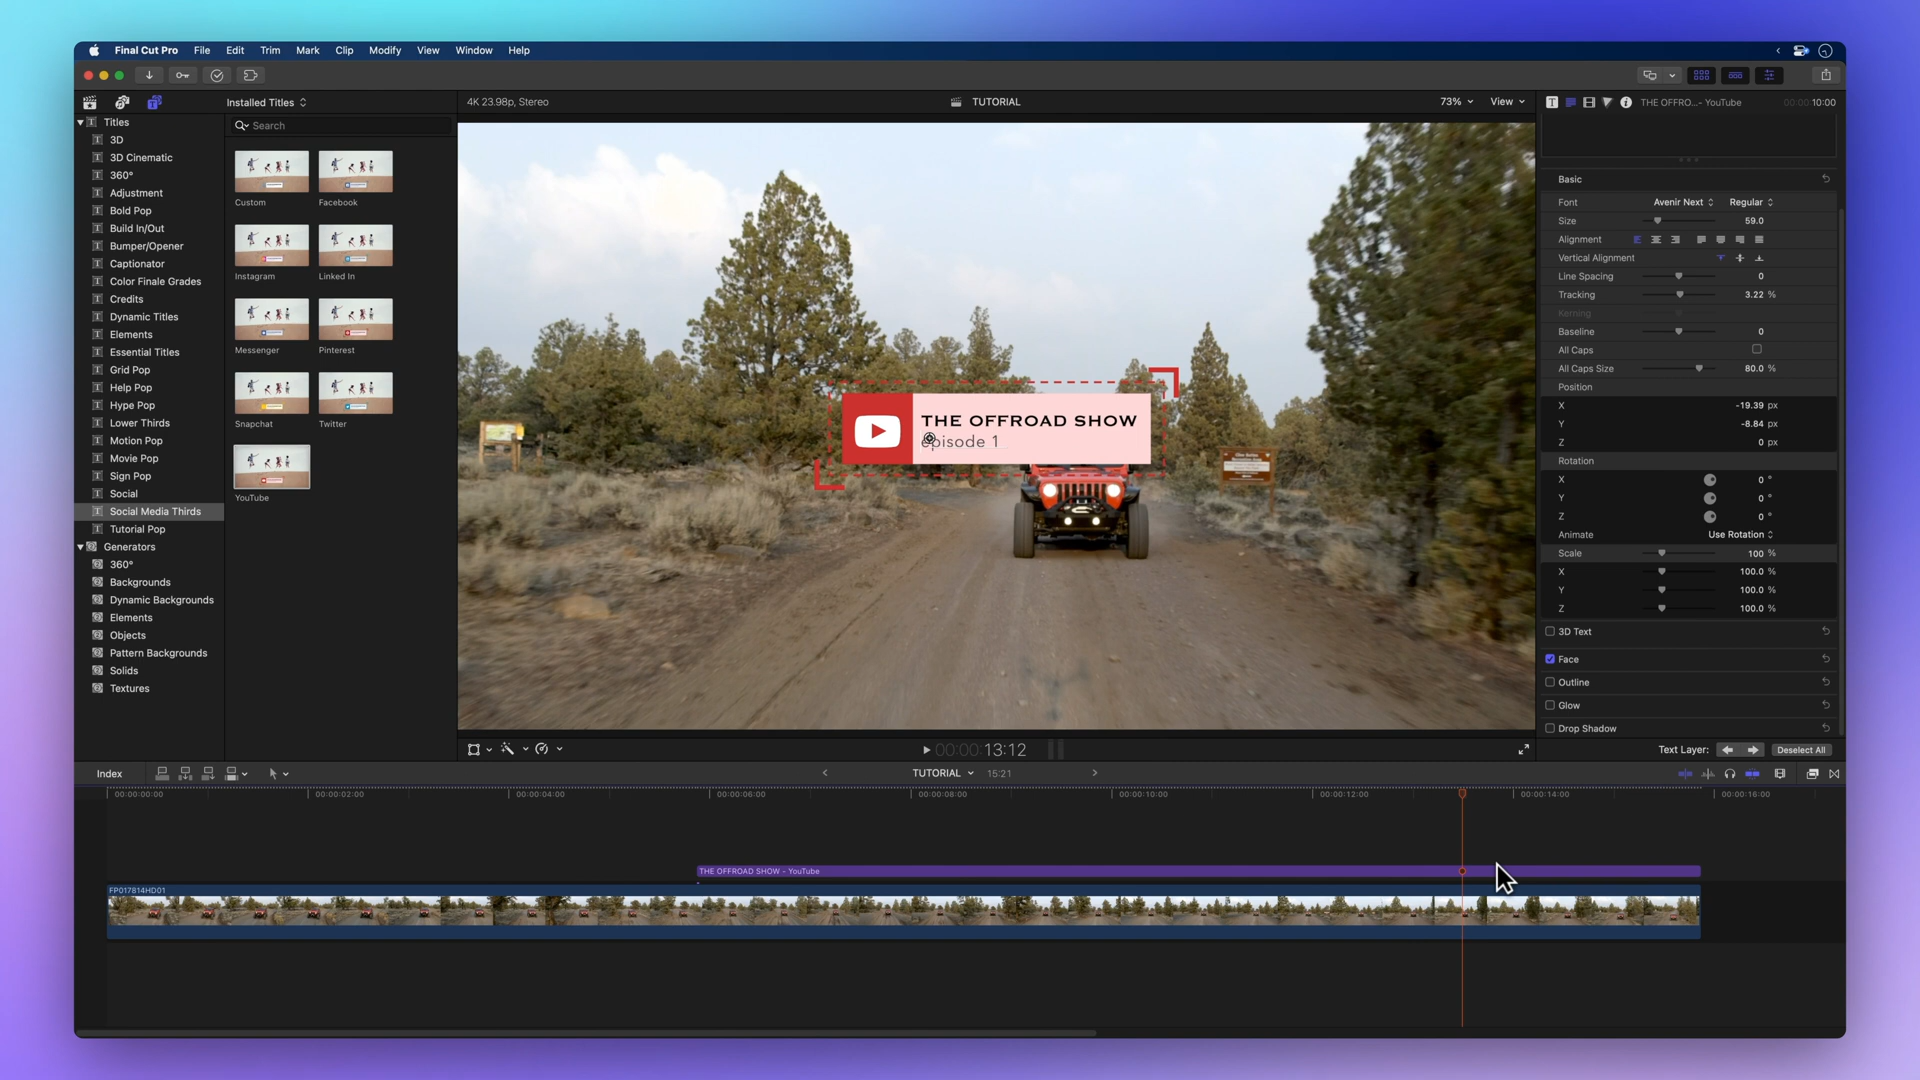 Final Cut Pro File Edit Trim Mark Clip Modify View Window Help
Installed Titles
4K 23.98p, Stereo
TUTORIAL
73%
View
THE OFFRO...- YouTube
00:00:10:00
Search
Titles
3D
3D Cinematic
360°
Adjustment
Bold Pop
Build In/Out
Bumper/Opener
Captionator
Color Finale Grades
Credits
Dynamic Titles
Elements
Essential Titles
Grid Pop
Help Pop
Hype Pop
Lower Thirds
Motion Pop
Movie Pop
Sign Pop
Social
Social Media Thirds
Tutorial Pop
Generators
360°
Backgrounds
Dynamic Backgrounds
Elements
Objects
Pattern Backgrounds
Solids
Textures
Custom
Facebook
Instagram
Linked In
Messenger
Pinterest
Snapchat
Twitter
YouTube
THE OFFROAD SHOW
episode 1
Basic
Font Avenir Next Regular
Size 59.0
Alignment
Vertical Alignment
Line Spacing 0
Tracking 3.22 %
Kerning
Baseline 0
All Caps
All Caps Size 80.0 %
Position
X -19.39 px
Y -8.84 px
Z 0 px
Rotation
X 0 °
Y 0 °
Z 0 °
Animate Use Rotation
Scale 100 %
X 100.0 %
Y 100.0 %
Z 100.0 %
3D Text
Face
Outline
Glow
Drop Shadow
Text Layer: Deselect All
00:00:13:12
Index
TUTORIAL
15:21
00:00:00:00 00:00:02:00 00:00:04:00 00:00:06:00 00:00:08:00 00:00:10:00 00:00:12:00 00:00:14:00 00:00:16:00
THE OFFROAD SHOW - YouTube
FP017814HD01